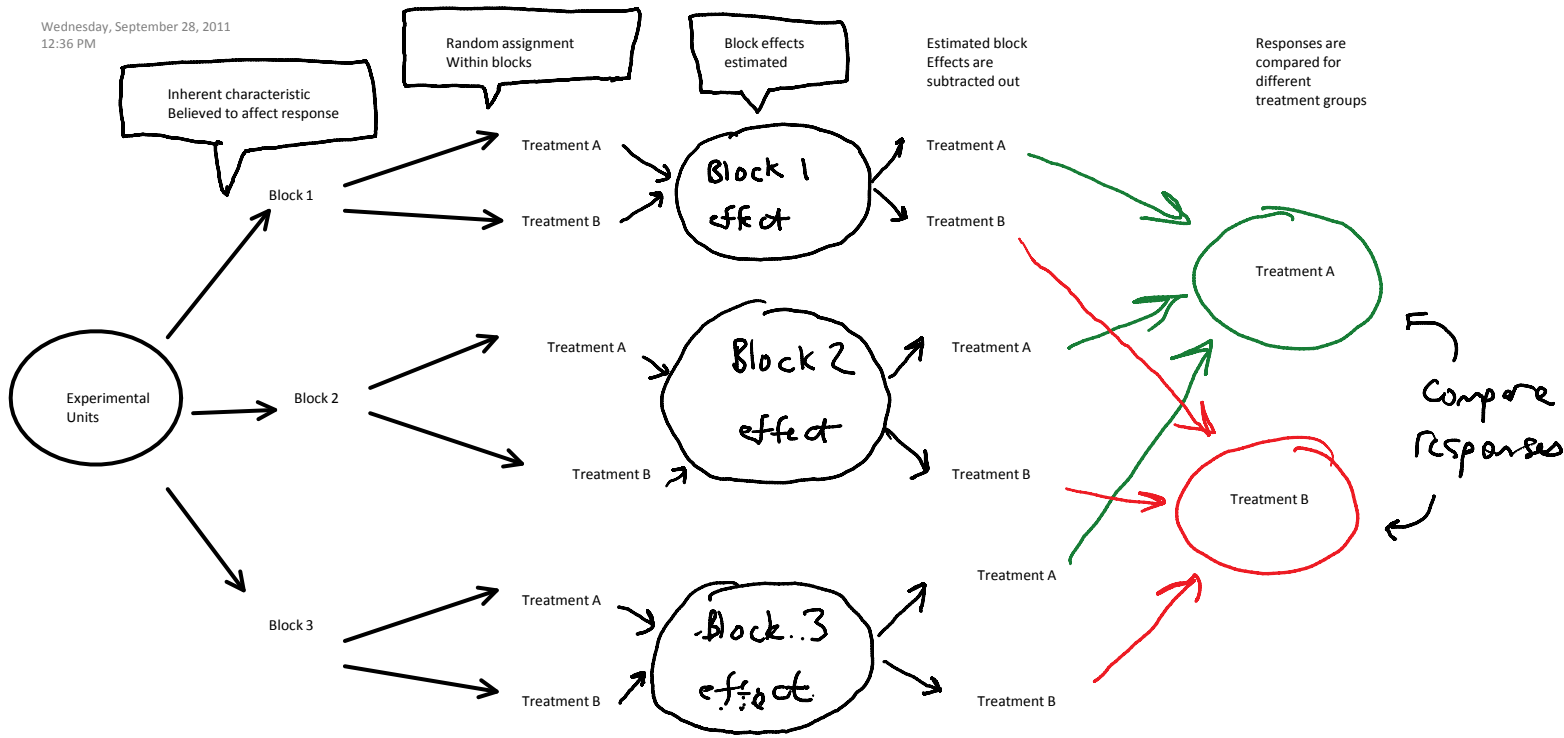 Wednesday, September 28, 2011
12:36 PM
Inherent characteristic
Believed to affect response
Random assignment
Within blocks
Block effects
estimated
Estimated block
Effects are
subtracted out
Responses are
compared for
different
treatment groups
Experimental
Units
Block 1
Treatment A
Treatment B
Block 1
effect
Treatment A
Treatment B
Block 2
Treatment A
Treatment B
Block 2
effect
Treatment A
Treatment B
Block 3
Treatment A
Treatment B
Block 3
effect
Treatment A
Treatment B
Treatment A
Treatment B
Compare
Responses